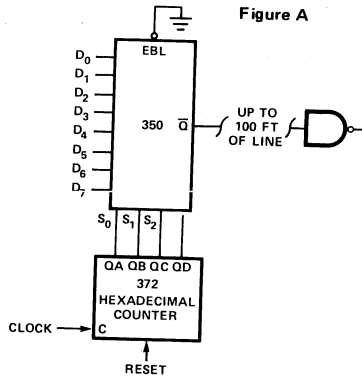 Figure A
EBL
D0
D1
D2
D3
D4
D5
D6
D7
350
Q̅
UP TO
100 FT
OF LINE
S0 S1 S2
QA QB QC QD
372
HEXADECIMAL
COUNTER
CLOCK
C
RESET